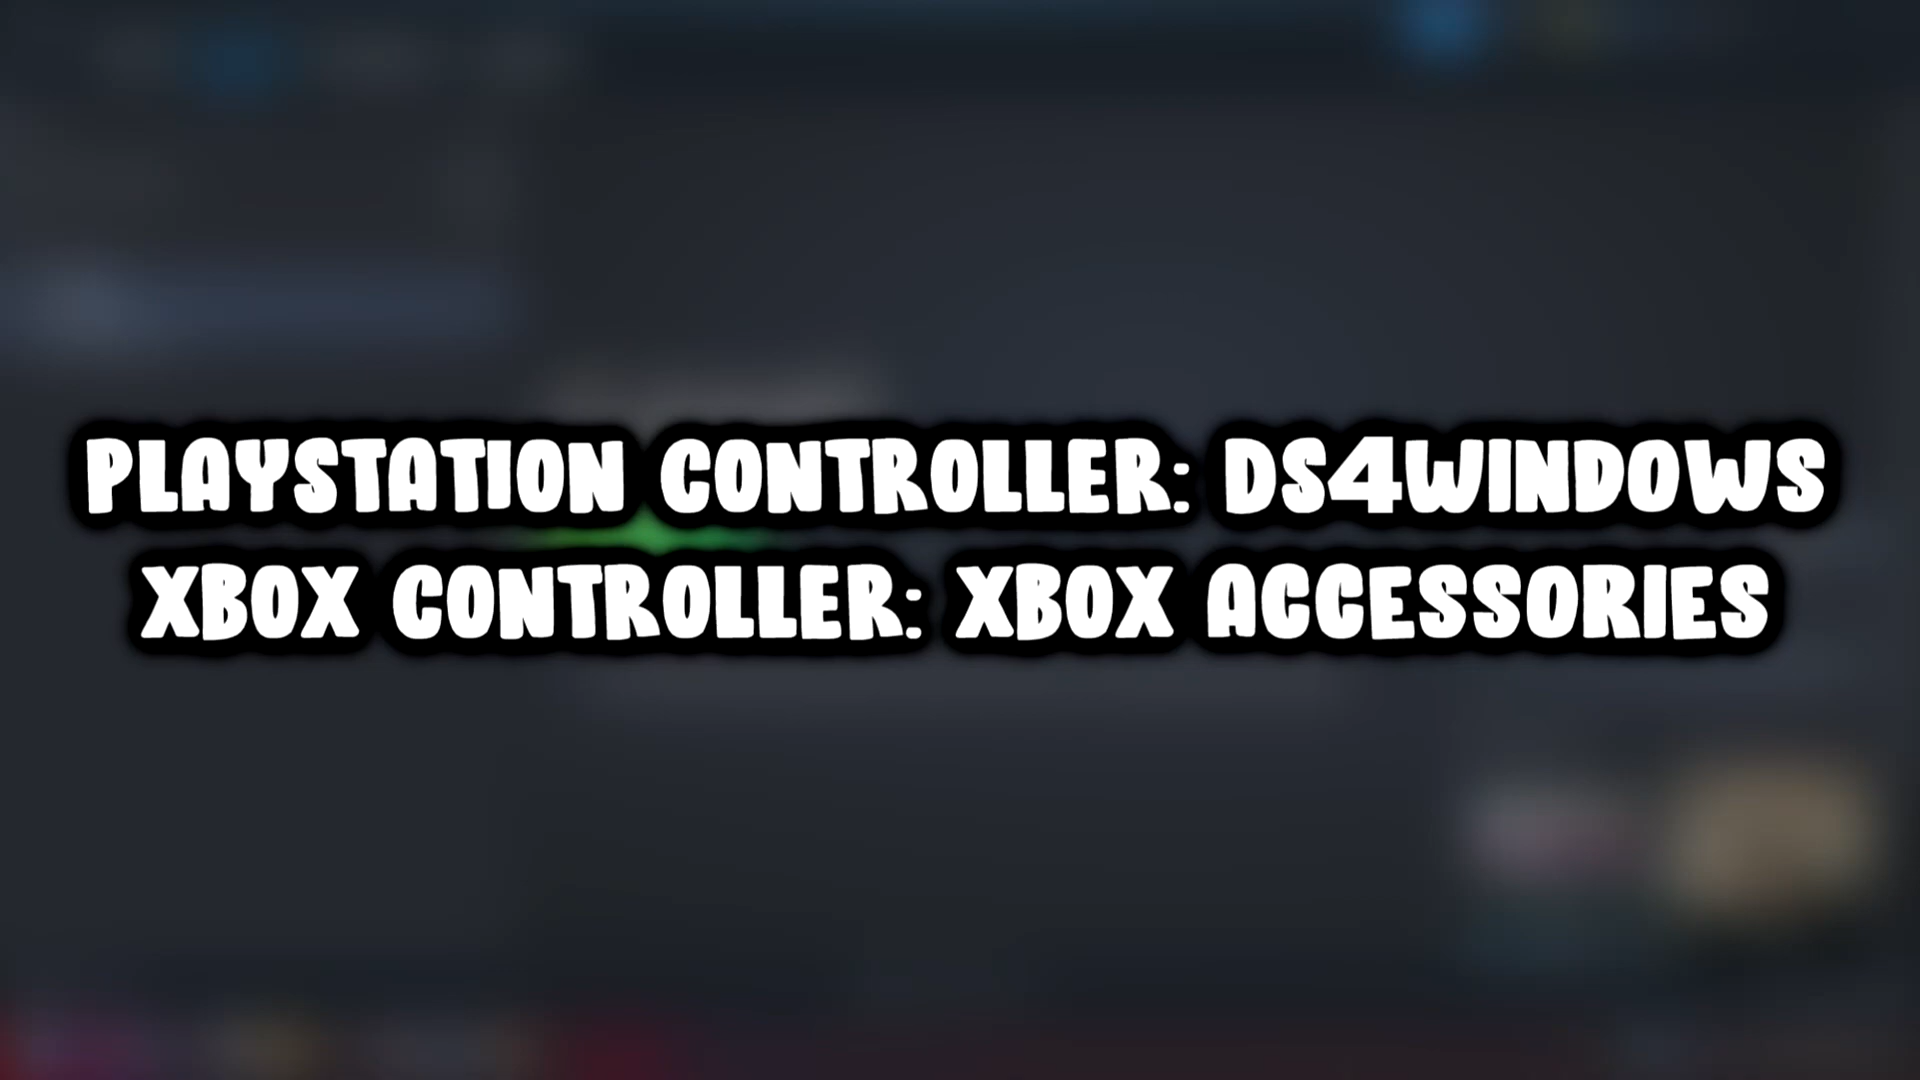 PLAYSTATION CONTROLLER: DS4WINDOWS
XBOX CONTROLLER: XBOX ACCESSORIES